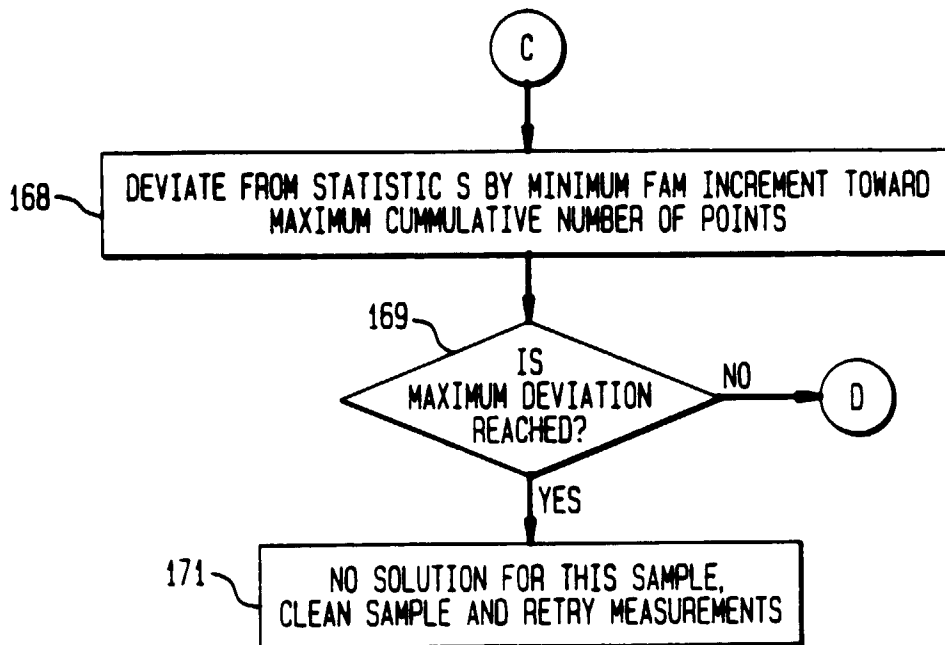 C
168
DEVIATE FROM STATISTIC S BY MINIMUM FAM INCREMENT TOWARD
MAXIMUM CUMMULATIVE NUMBER OF POINTS
169
IS
MAXIMUM DEVIATION
REACHED?
NO
D
YES
171
NO SOLUTION FOR THIS SAMPLE,
CLEAN SAMPLE AND RETRY MEASUREMENTS